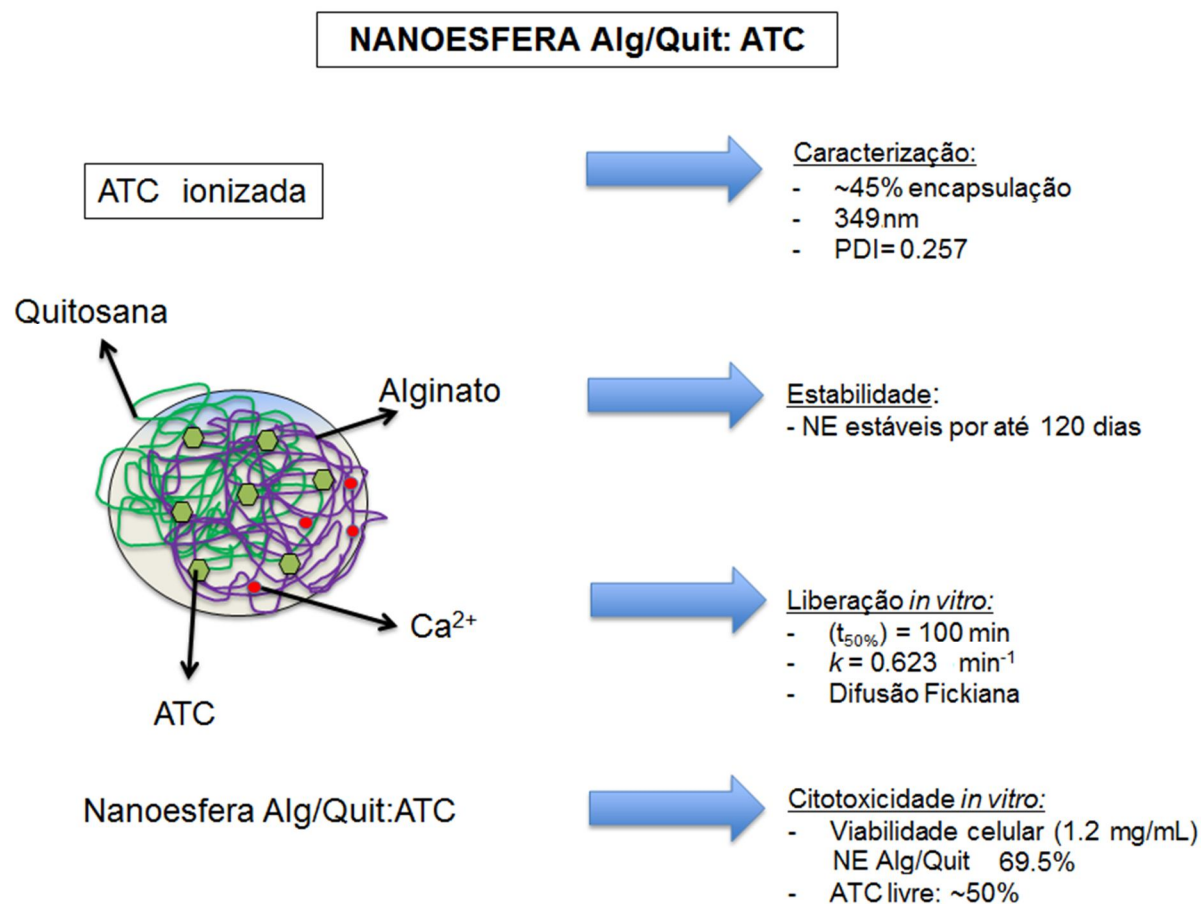 NANOESFERA Alg/Quit: ATC
ATC ionizada
Quitosana
Alginato
Ca²⁺
ATC
Nanoesfera Alg/Quit:ATC
Caracterização:
- ~45% encapsulação
- 349nm
- PDI= 0.257
Estabilidade:
- NE estáveis por até 120 dias
Liberação in vitro:
- (t50%) = 100 min
- k = 0.623 min⁻¹
- Difusão Fickiana
Citotoxicidade in vitro:
- Viabilidade celular (1.2 mg/mL)
NE Alg/Quit 69.5%
- ATC livre: ~50%